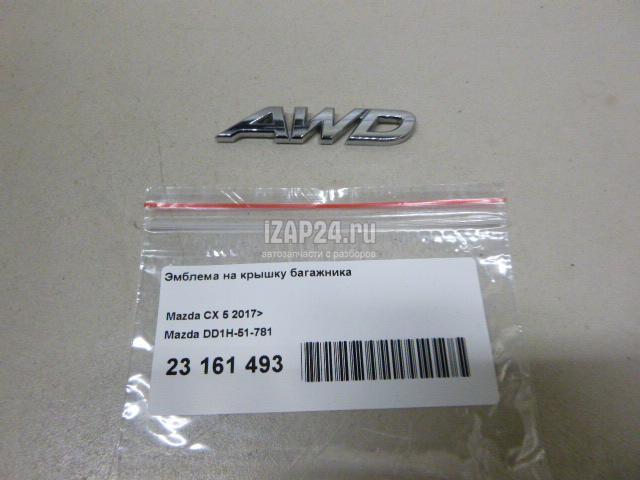 AWD
iZAP24.ru
автозапчасти с разборов
Эмблема на крышку багажника
Mazda CX 5 2017>
Mazda DD1H-51-781
23 161 493